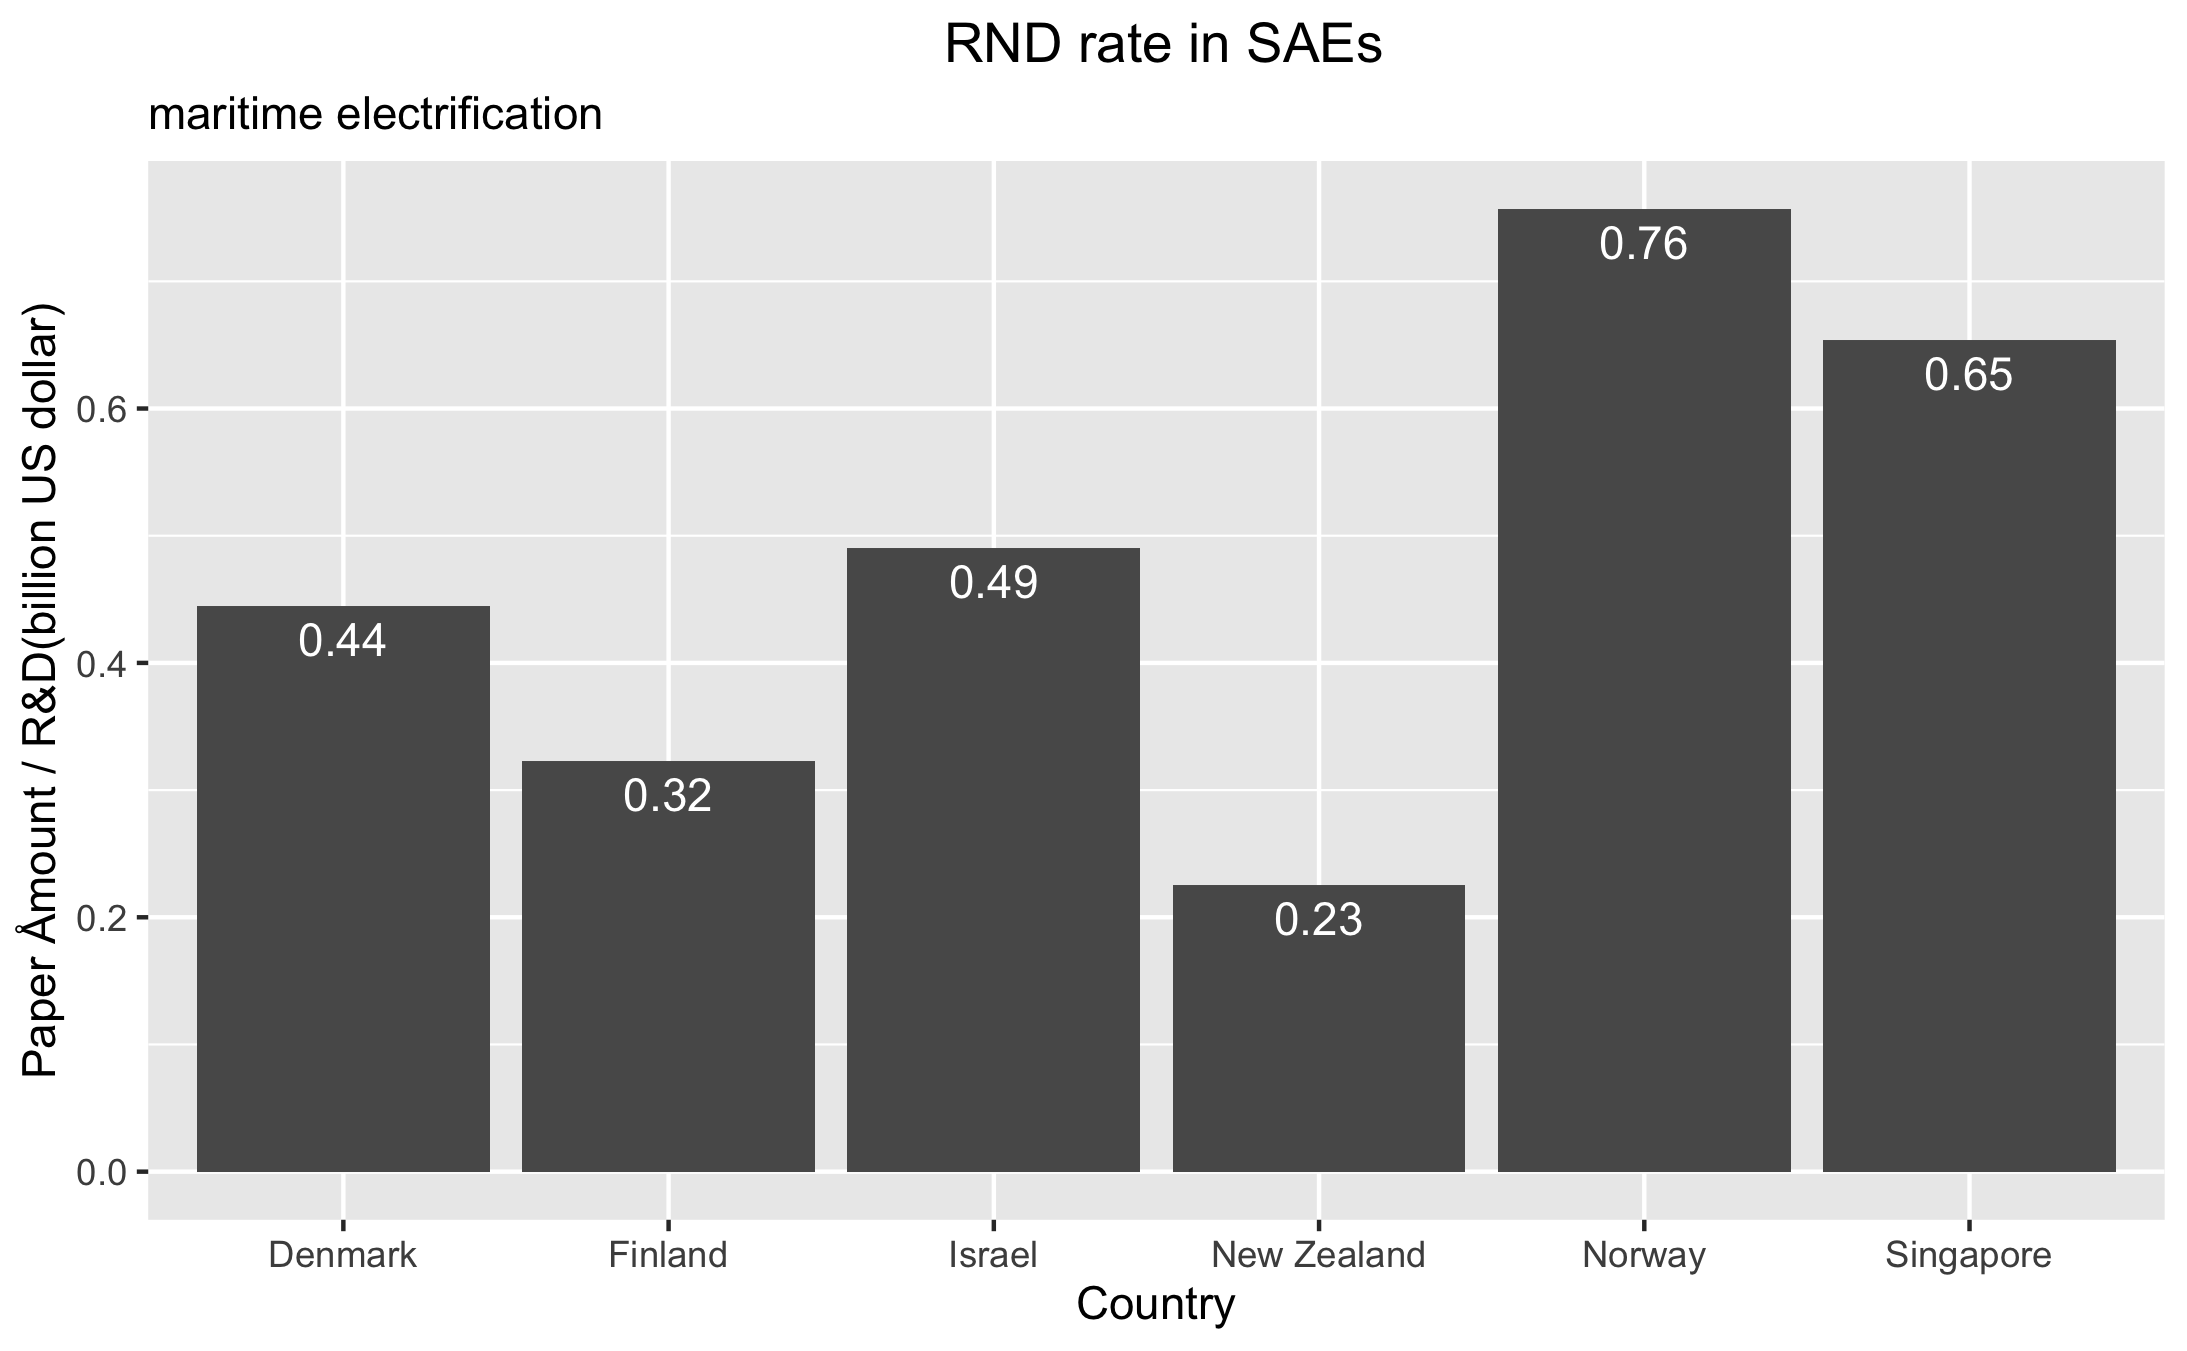 RND rate in SAEs
maritime electrification
Paper Åmount / R&D(billion US dollar)
0.6
0.4
0.2
0.0
0.44
0.32
0.49
0.23
0.76
0.65
Denmark
Finland
Israel
New Zealand
Norway
Singapore
Country